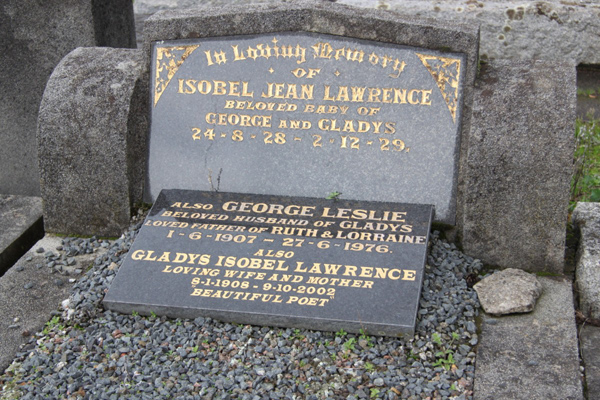 In Loving Memory
OF
ISOBEL JEAN LAWRENCE
BELOVED BABY OF
GEORGE AND GLADYS
24-8-28 - 2-12-29.
ALSO GEORGE LESLIE
BELOVED HUSBAND OF GLADYS
LOVED FATHER OF RUTH & LORRAINE
1-6-1907 - 27-6-1976.
ALSO
GLADYS ISOBEL LAWRENCE
LOVING WIFE AND MOTHER
8·1·1908 - 9·10·2002
"BEAUTIFUL POET"